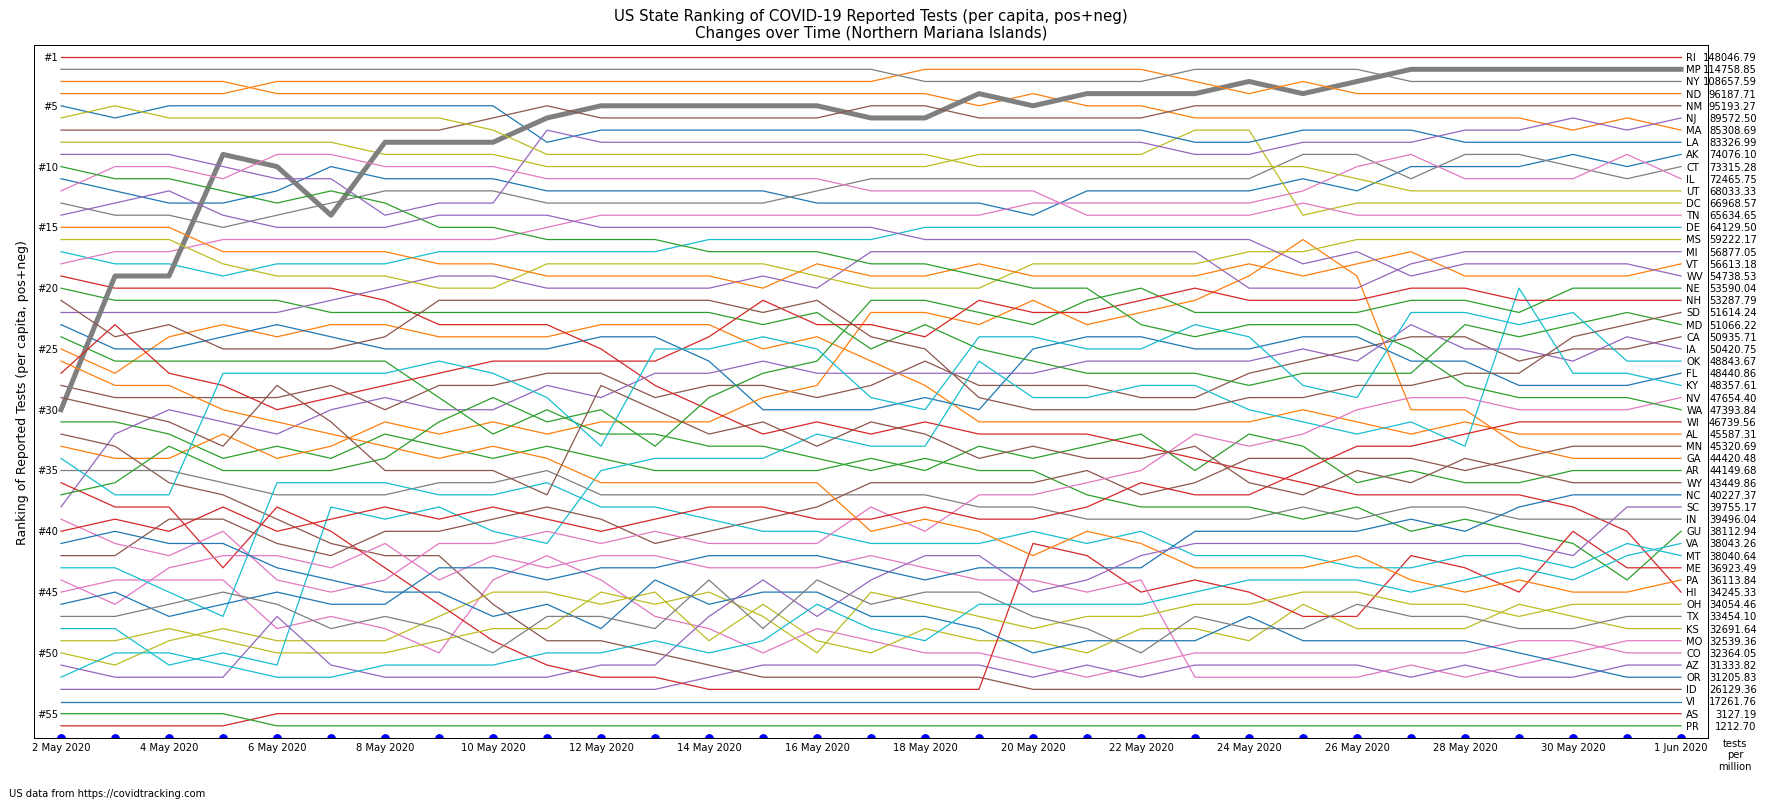 US State Ranking of COVID-19 Reported Tests (per capita, pos+neg)
Changes over Time (Northern Mariana Islands)
Ranking of Reported Tests (per capita, pos+neg)
#1
#5
#10
#15
#20
#25
#30
#35
#40
#45
#50
#55
RI 148046.79
MP 114758.85
NY 108657.59
ND 96187.71
NM 95193.27
NJ 89572.50
MA 85308.69
LA 83326.99
AK 74076.10
CT 73315.28
IL 72465.75
UT 68033.33
DC 66968.57
TN 65634.65
DE 64129.50
MS 59222.17
MI 56877.05
VT 56613.18
WV 54738.53
NE 53590.04
NH 53287.79
SD 51614.24
MD 51066.22
CA 50935.71
IA 50420.75
OK 48843.67
FL 48440.86
KY 48357.61
NV 47654.40
WA 47393.84
WI 46739.56
AL 45587.31
MN 45320.69
GA 44420.48
AR 44149.68
WY 43449.86
NC 40227.37
SC 39755.17
IN 39496.04
GU 38112.94
VA 38043.26
MT 38040.64
ME 36923.49
PA 36113.84
HI 34245.33
OH 34054.46
TX 33454.10
KS 32691.64
MO 32539.36
CO 32364.05
AZ 31333.82
OR 31205.83
ID 26129.36
VI 17261.76
AS 3127.19
PR 1212.70
2 May 2020 4 May 2020 6 May 2020 8 May 2020 10 May 2020 12 May 2020 14 May 2020 16 May 2020 18 May 2020 20 May 2020 22 May 2020 24 May 2020 26 May 2020 28 May 2020 30 May 2020 1 Jun 2020
tests
per
million
US data from https://covidtracking.com